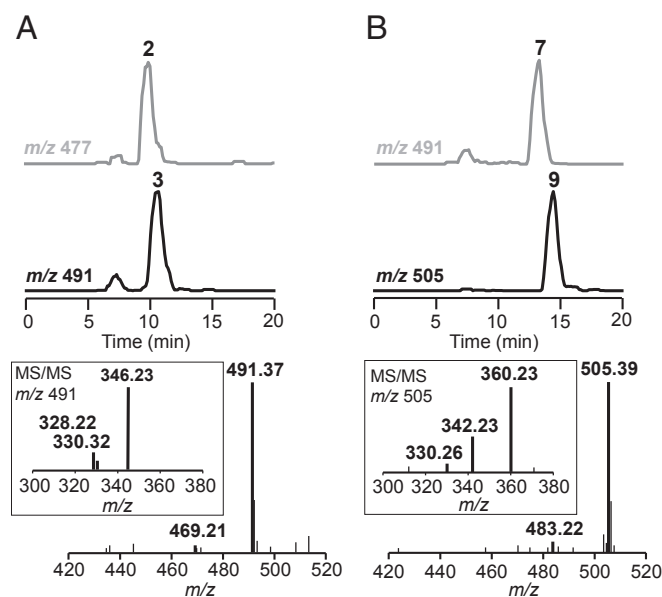 A
2
m/z 477
3
m/z 491
0 5 10 15 20
Time (min)
MS/MS
m/z 491
346.23
328.22
330.32
300 320 340 360 380
m/z
491.37
469.21
420 440 460 480 500 520
m/z
B
7
m/z 491
9
m/z 505
0 5 10 15 20
Time (min)
MS/MS
m/z 505
360.23
342.23
330.26
300 320 340 360 380
m/z
505.39
483.22
420 440 460 480 500 520
m/z